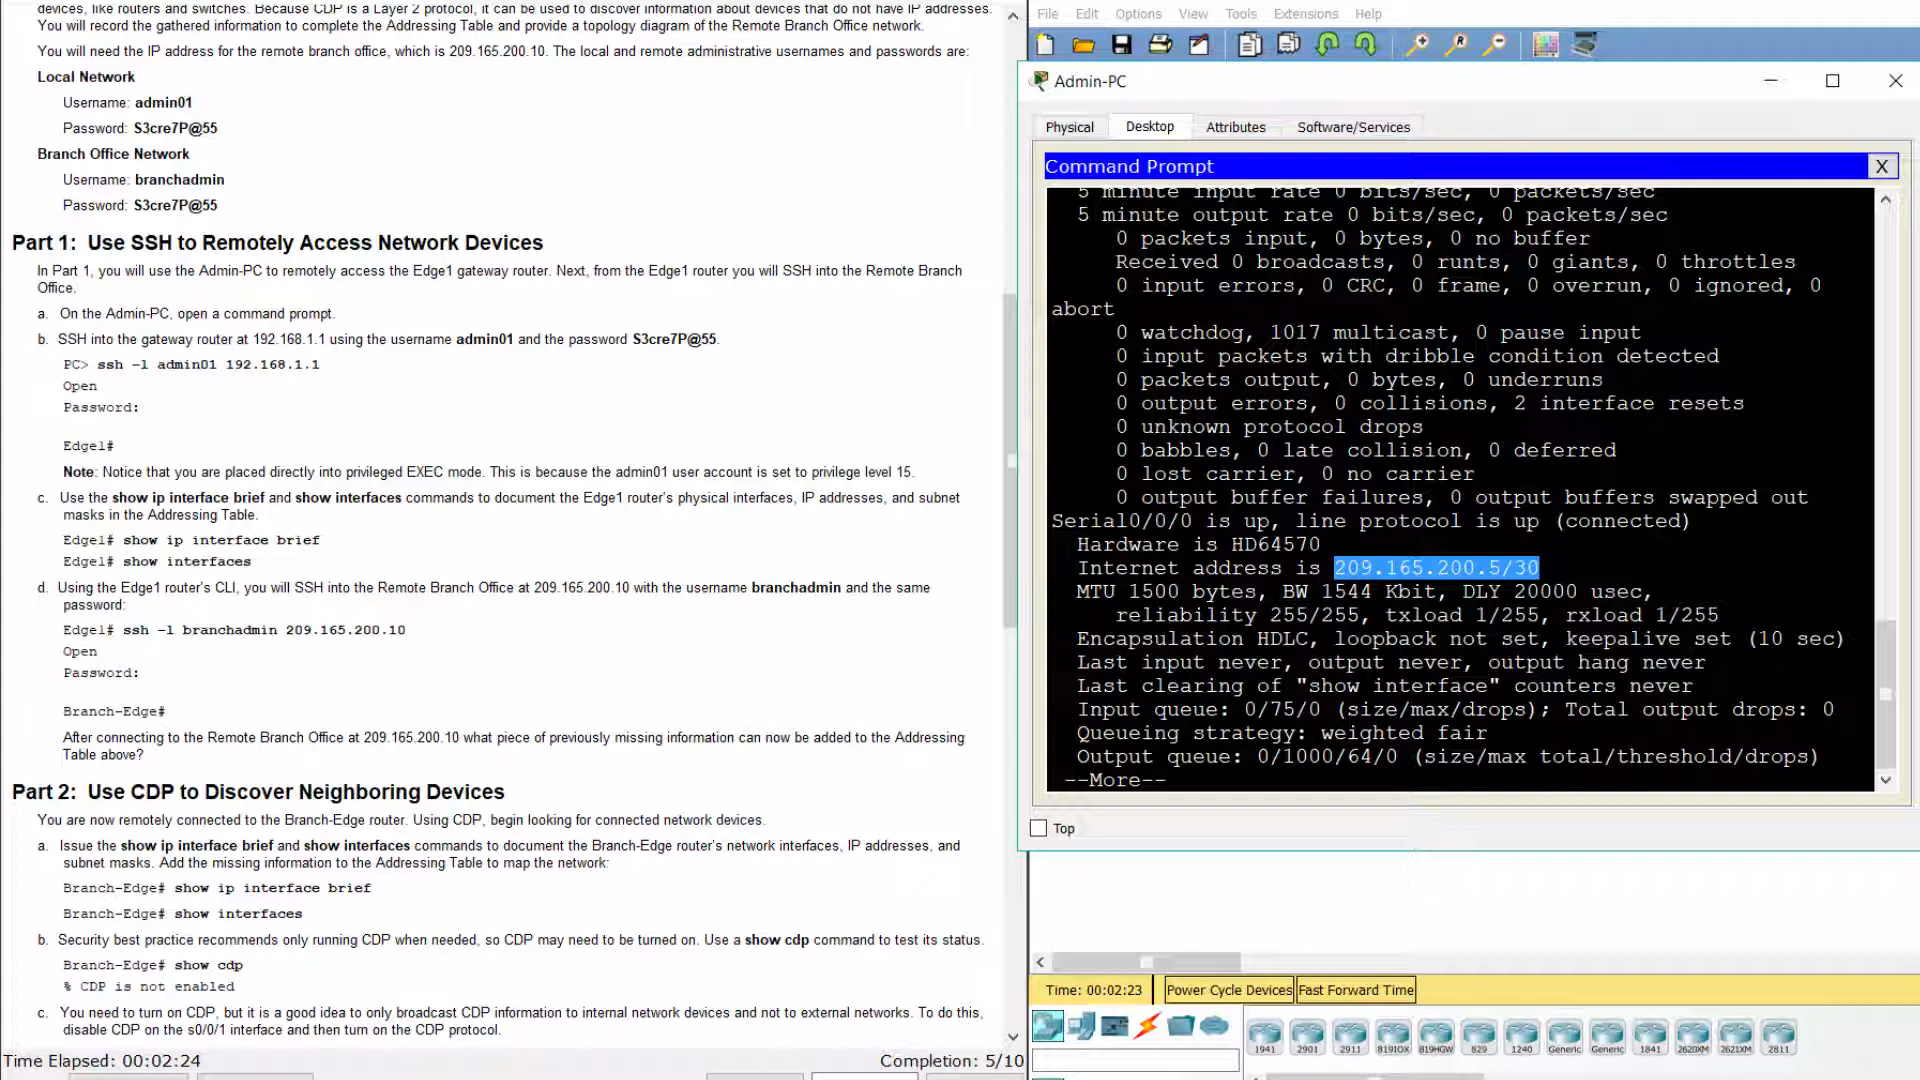 devices, like routers and switches. Because CDP is a Layer 2 protocol, it can be used to discover information about devices that do not have IP addresses.
You will record the gathered information to complete the Addressing Table and provide a topology diagram of the Remote Branch Office network.
You will need the IP address for the remote branch office, which is 209.165.200.10. The local and remote administrative usernames and passwords are:
Local Network
Username: admin01
Password: S3cre7P@55
Branch Office Network
Username: branchadmin
Password: S3cre7P@55
Part 1: Use SSH to Remotely Access Network Devices
In Part 1, you will use the Admin-PC to remotely access the Edge1 gateway router. Next, from the Edge1 router you will SSH into the Remote Branch
Office.
a. On the Admin-PC, open a command prompt.
b. SSH into the gateway router at 192.168.1.1 using the username admin01 and the password S3cre7P@55.
PC> ssh -l admin01 192.168.1.1
Open
Password:
Edge1#
Note: Notice that you are placed directly into privileged EXEC mode. This is because the admin01 user account is set to privilege level 15.
c. Use the show ip interface brief and show interfaces commands to document the Edge1 router's physical interfaces, IP addresses, and subnet
masks in the Addressing Table.
Edge1# show ip interface brief
Edge1# show interfaces
d. Using the Edge1 router's CLI, you will SSH into the Remote Branch Office at 209.165.200.10 with the username branchadmin and the same
password:
Edge1# ssh -l branchadmin 209.165.200.10
Open
Password:
Branch-Edge#
After connecting to the Remote Branch Office at 209.165.200.10 what piece of previously missing information can now be added to the Addressing
Table above?
Part 2: Use CDP to Discover Neighboring Devices
You are now remotely connected to the Branch-Edge router. Using CDP, begin looking for connected network devices.
a. Issue the show ip interface brief and show interfaces commands to document the Branch-Edge router's network interfaces, IP addresses, and
subnet masks. Add the missing information to the Addressing Table to map the network:
Branch-Edge# show ip interface brief
Branch-Edge# show interfaces
b. Security best practice recommends only running CDP when needed, so CDP may need to be turned on. Use a show cdp command to test its status.
Branch-Edge# show cdp
% CDP is not enabled
c. You need to turn on CDP, but it is a good idea to only broadcast CDP information to internal network devices and not to external networks. To do this,
disable CDP on the s0/0/1 interface and then turn on the CDP protocol.
Time Elapsed: 00:02:24
Completion: 5/10
File Edit Options View Tools Extensions Help
Admin-PC
Physical Desktop Attributes Software/Services
Command Prompt
X
5 minute input rate 0 bits/sec, 0 packets/sec
5 minute output rate 0 bits/sec, 0 packets/sec
0 packets input, 0 bytes, 0 no buffer
Received 0 broadcasts, 0 runts, 0 giants, 0 throttles
0 input errors, 0 CRC, 0 frame, 0 overrun, 0 ignored, 0
abort
0 watchdog, 1017 multicast, 0 pause input
0 input packets with dribble condition detected
0 packets output, 0 bytes, 0 underruns
0 output errors, 0 collisions, 2 interface resets
0 unknown protocol drops
0 babbles, 0 late collision, 0 deferred
0 lost carrier, 0 no carrier
0 output buffer failures, 0 output buffers swapped out
Serial0/0/0 is up, line protocol is up (connected)
Hardware is HD64570
Internet address is 209.165.200.5/30
MTU 1500 bytes, BW 1544 Kbit, DLY 20000 usec,
reliability 255/255, txload 1/255, rxload 1/255
Encapsulation HDLC, loopback not set, keepalive set (10 sec)
Last input never, output never, output hang never
Last clearing of "show interface" counters never
Input queue: 0/75/0 (size/max/drops); Total output drops: 0
Queueing strategy: weighted fair
Output queue: 0/1000/64/0 (size/max total/threshold/drops)
--More--
Top
Time: 00:02:23 Power Cycle Devices Fast Forward Time
1941 2901 2911 819IOX 819HGW 829 1240 Generic Generic 1841 2620XM 2621XM 2811